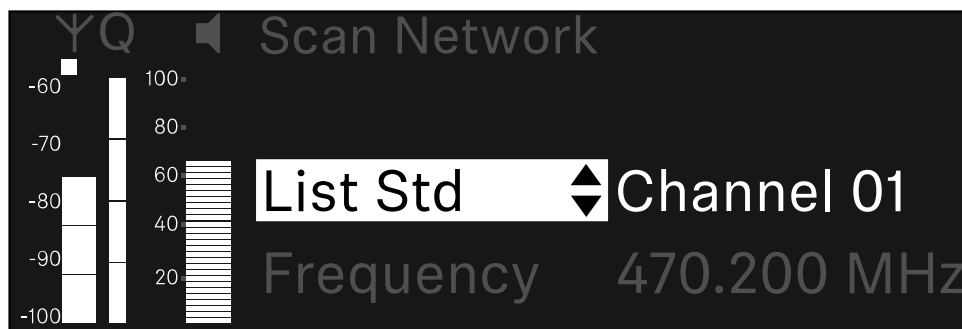 Q Scan Network
-60 100
-70 80
60 List Std Channel 01
-80
40
-90 20 Frequency 470.200 MHz
-100